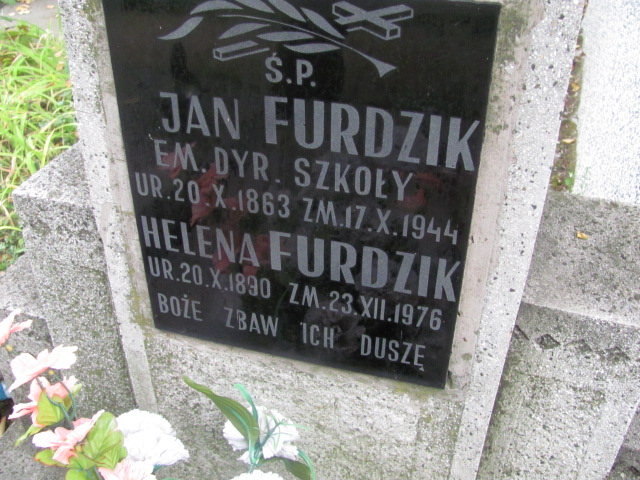 Ś.P.
JAN FURDZIK
EM. DYR. SZKOŁY
UR. 20.X.1863 ZM. 17.X.1944
HELENA FURDZIK
UR. 20.X.1890 ZM. 23.XII.1976
BOŻE ZBAW ICH DUSZĘ